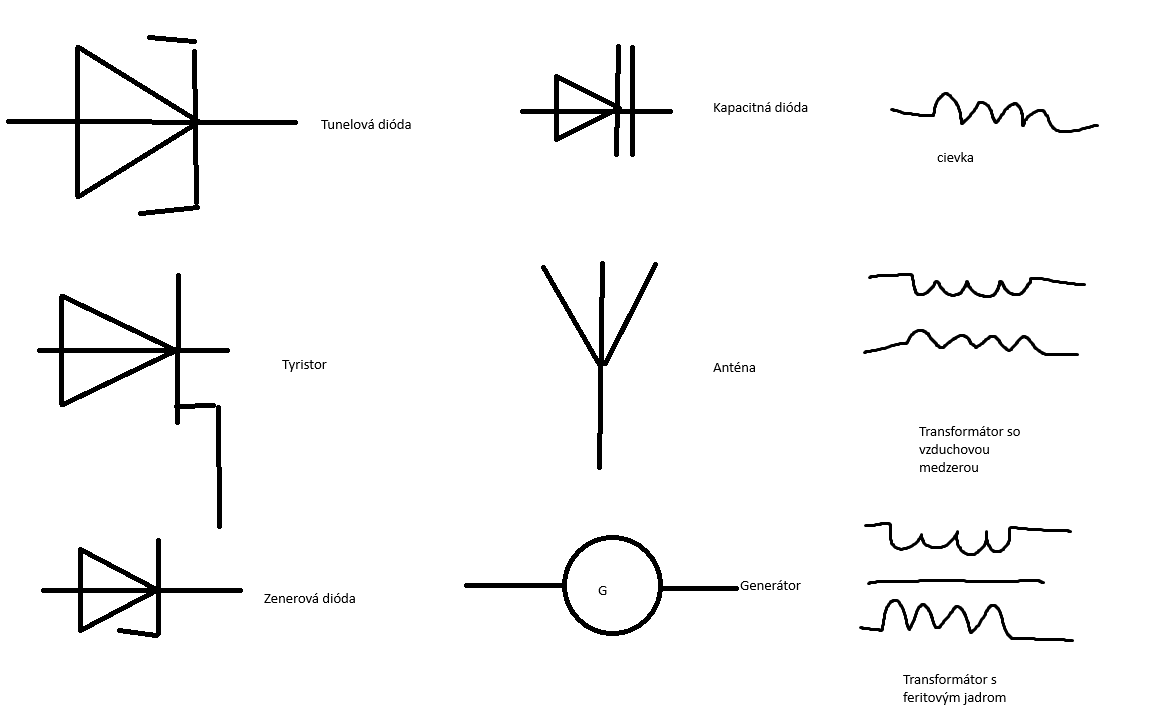 Tunelová dióda
Kapacitná dióda
cievka
Tyristor
Anténa
Transformátor so
vzduchovou
medzerou
Zenerová dióda
G
Generátor
Transformátor s
feritovým jadrom